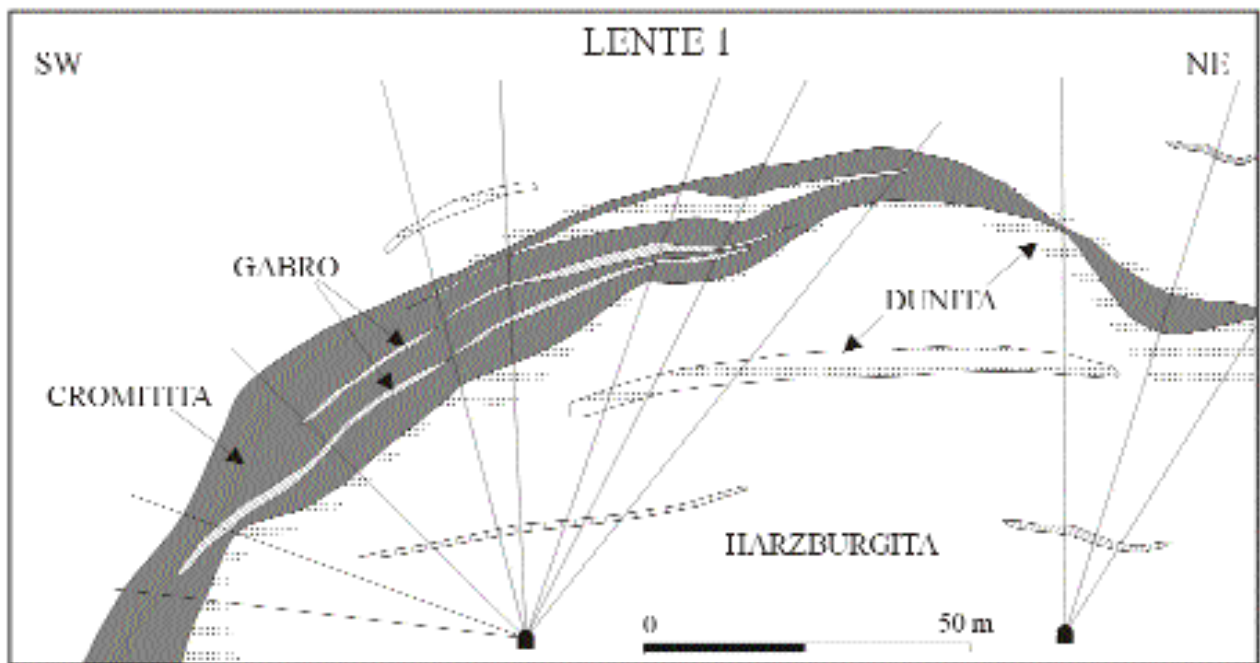 LENTE 1
SW
NE
GABRO
DUNITA
CROMITITA
HARZBURGITA
0
50 m